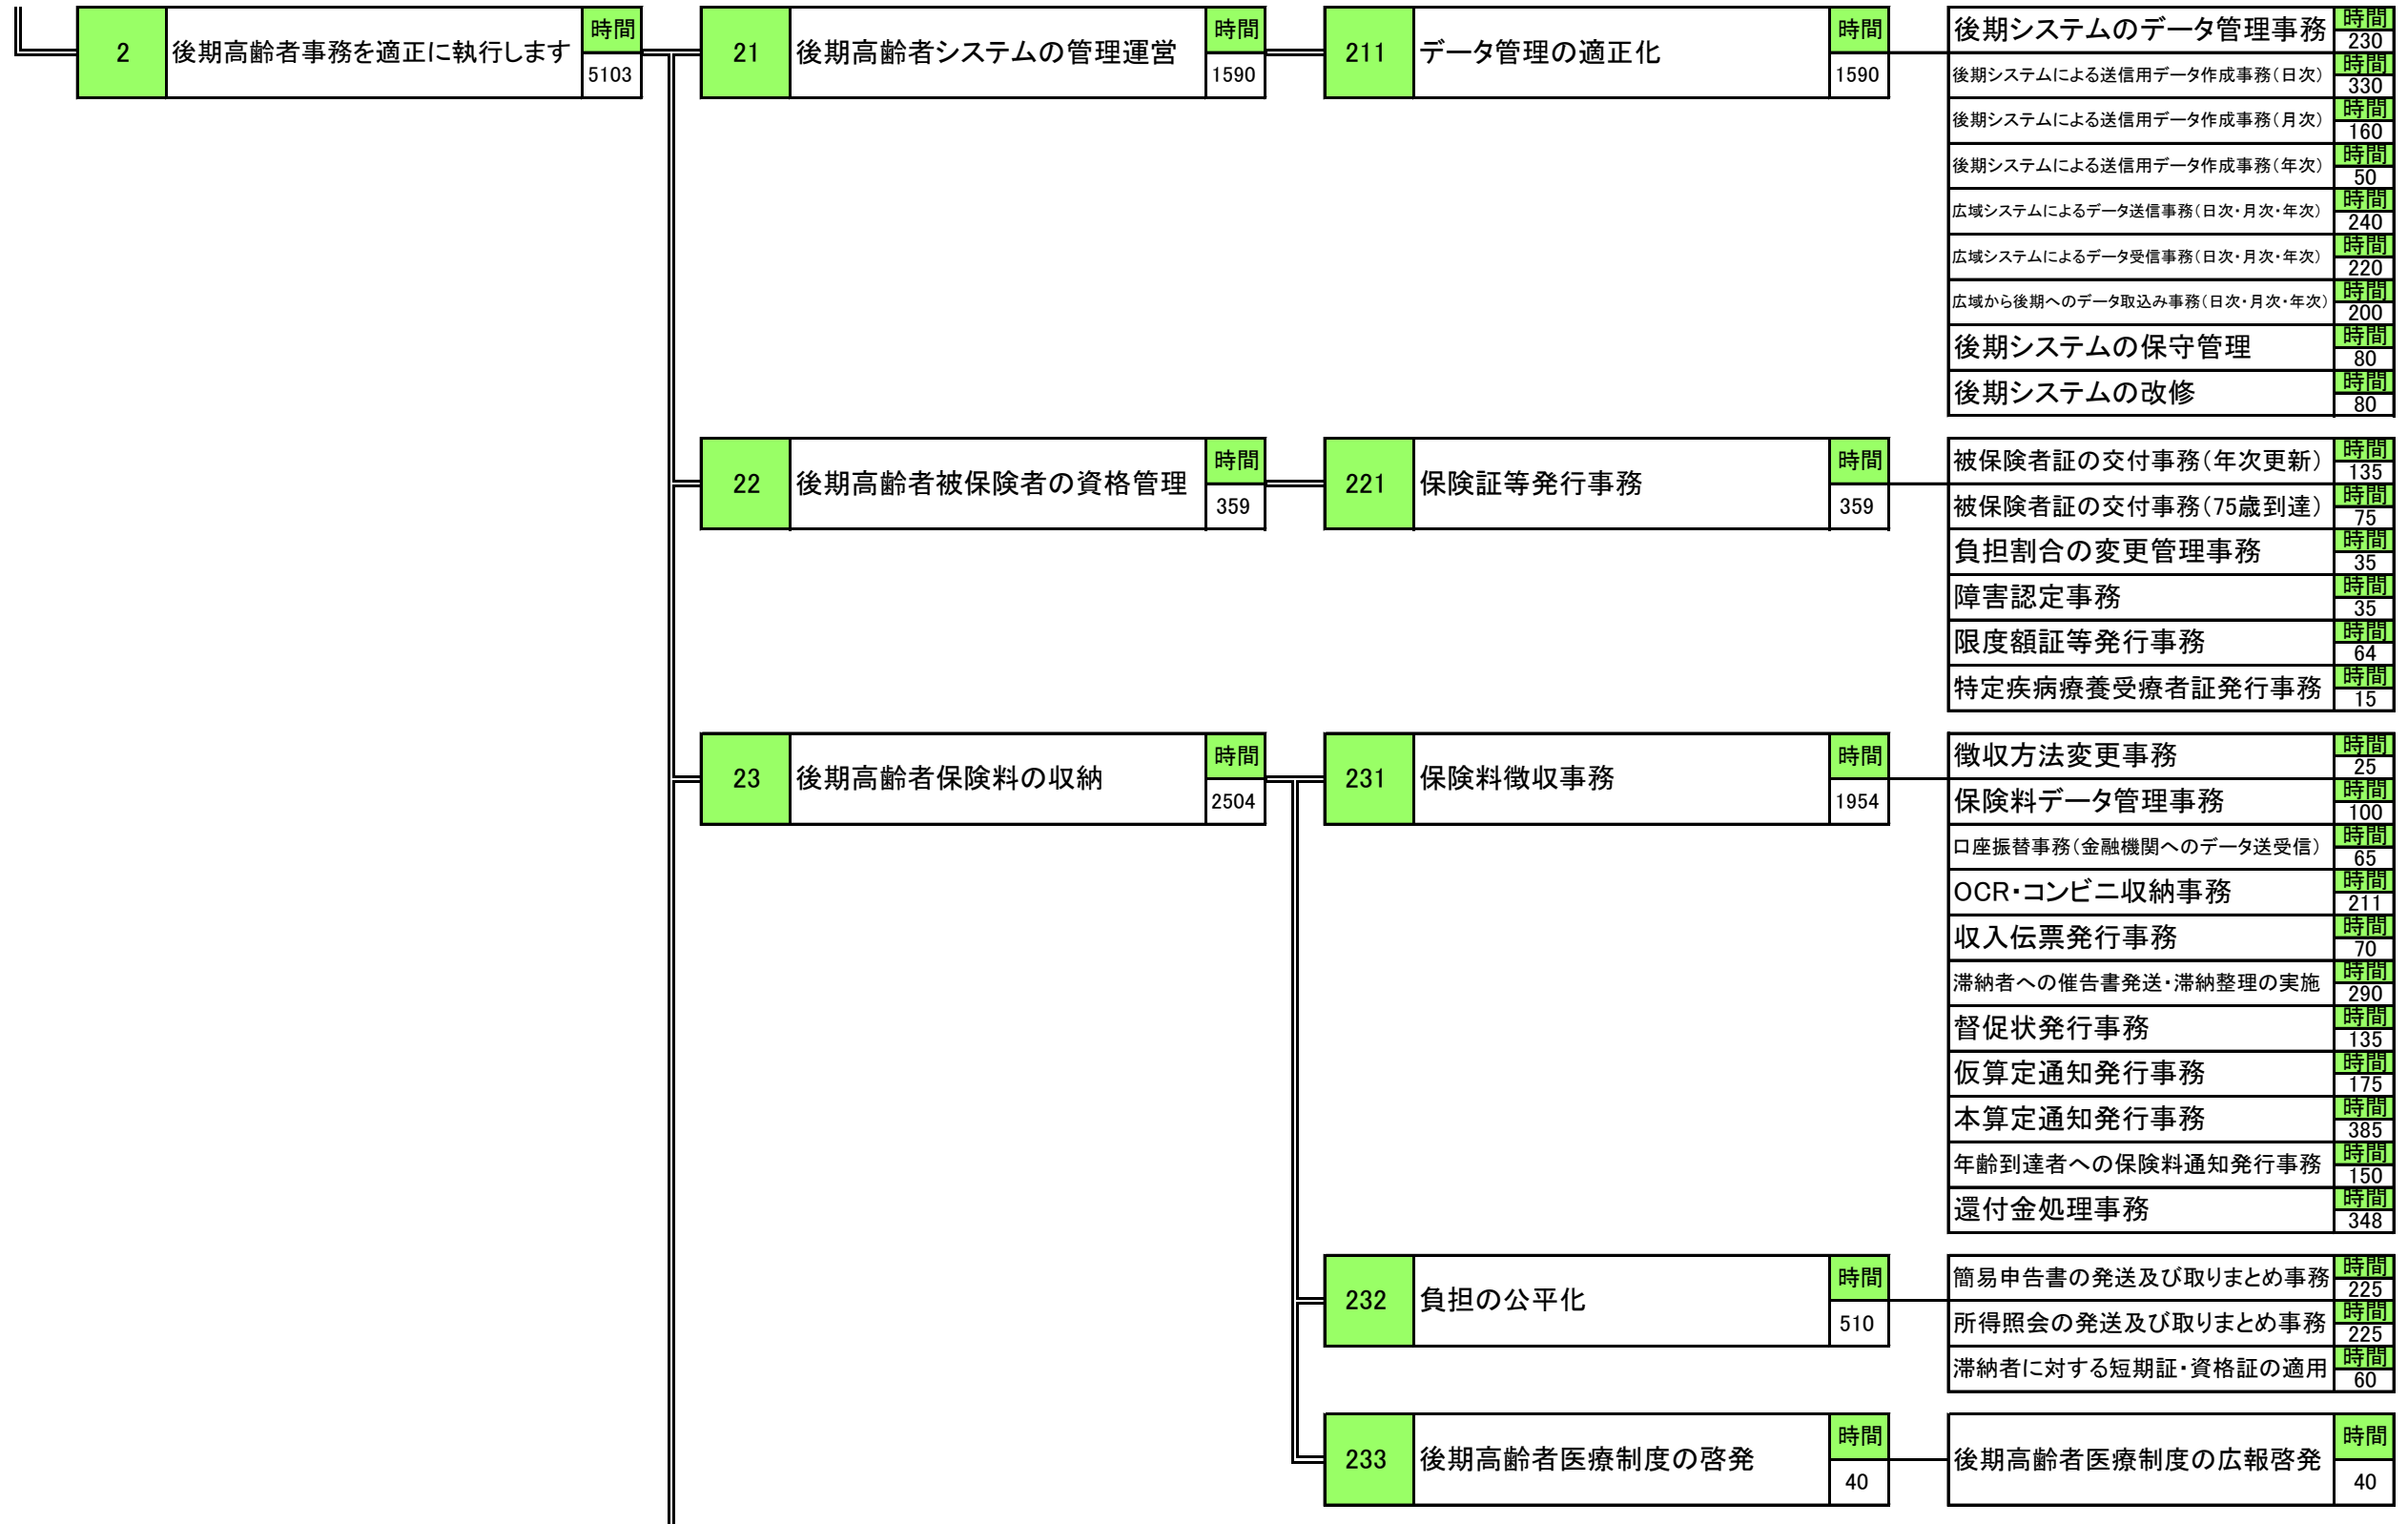 2
後期高齢者事務を適正に執行します
時間
5103
21
後期高齢者システムの管理運営
時間
1590
211
データ管理の適正化
時間
1590
後期システムのデータ管理事務
時間
230
後期システムによる送信用データ作成事務(日次)
時間
330
後期システムによる送信用データ作成事務(月次)
時間
160
後期システムによる送信用データ作成事務(年次)
時間
50
広域システムによるデータ送信事務(日次・月次・年次)
時間
240
広域システムによるデータ受信事務(日次・月次・年次)
時間
220
広域から後期へのデータ取込み事務(日次・月次・年次)
時間
200
後期システムの保守管理
時間
80
後期システムの改修
時間
80
22
後期高齢者被保険者の資格管理
時間
359
221
保険証等発行事務
時間
359
被保険者証の交付事務(年次更新)
時間
135
被保険者証の交付事務(75歳到達)
時間
75
負担割合の変更管理事務
時間
35
障害認定事務
時間
35
限度額証等発行事務
時間
64
特定疾病療養受療者証発行事務
時間
15
23
後期高齢者保険料の収納
時間
2504
231
保険料徴収事務
時間
1954
徴収方法変更事務
時間
25
保険料データ管理事務
時間
100
口座振替事務(金融機関へのデータ送受信)
時間
65
OCR・コンビニ収納事務
時間
211
収入伝票発行事務
時間
70
滞納者への催告書発送・滞納整理の実施
時間
290
督促状発行事務
時間
135
仮算定通知発行事務
時間
175
本算定通知発行事務
時間
385
年齢到達者への保険料通知発行事務
時間
150
還付金処理事務
時間
348
232
負担の公平化
時間
510
簡易申告書の発送及び取りまとめ事務
時間
225
所得照会の発送及び取りまとめ事務
時間
225
滞納者に対する短期証・資格証の適用
時間
60
233
後期高齢者医療制度の啓発
時間
40
後期高齢者医療制度の広報啓発
時間
40